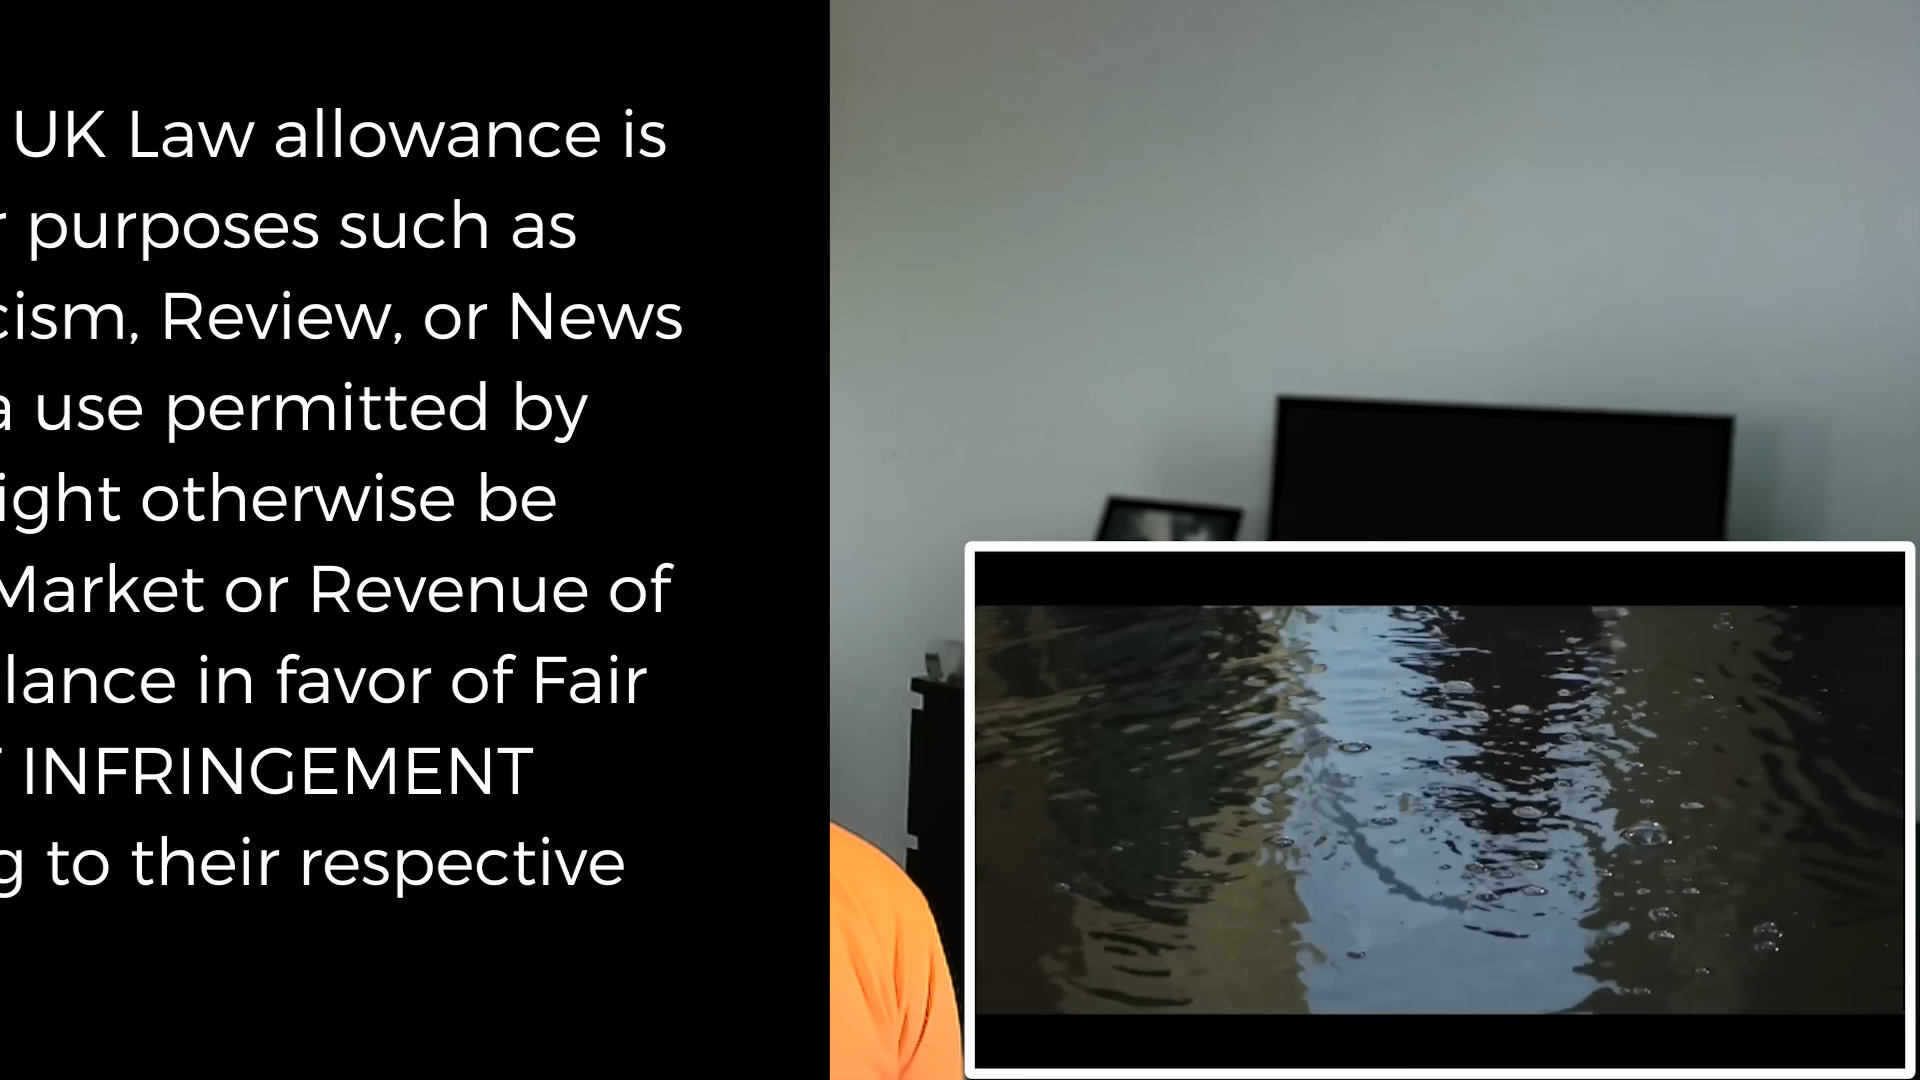 UK Law allowance is
purposes such as
cism, Review, or News
a use permitted by
ight otherwise be
Market or Revenue of
lance in favor of Fair
INFRINGEMENT
g to their respective